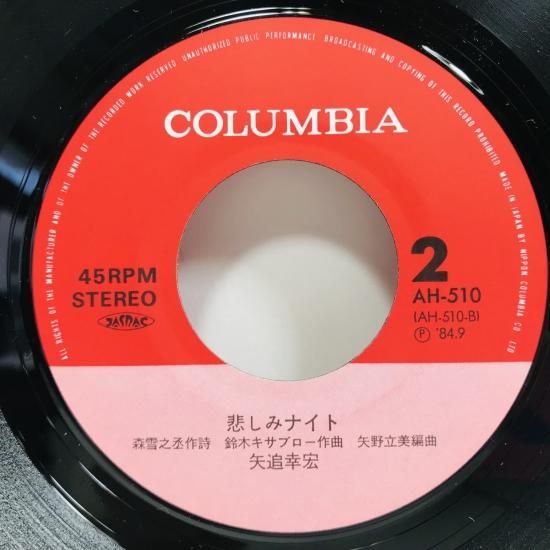 ALL RIGHTS OF THE MANUFACTURER AND OF THE OWNER OF THE RECORDED WORK RESERVED UNAUTHORIZED PUBLIC PERFORMANCE BROADCASTING AND COPYING OF THIS RECORD PROHIBITED MADE IN JAPAN BY NIPPON COLUMBIA CO LTD
COLUMBIA
45RPM
STEREO
JASRAC
2
AH-510
(AH-510-B)
Ⓟ '84.9
悲しみナイト
森雪之丞作詩 鈴木キサブロー作曲 矢野立美編曲
矢追幸宏